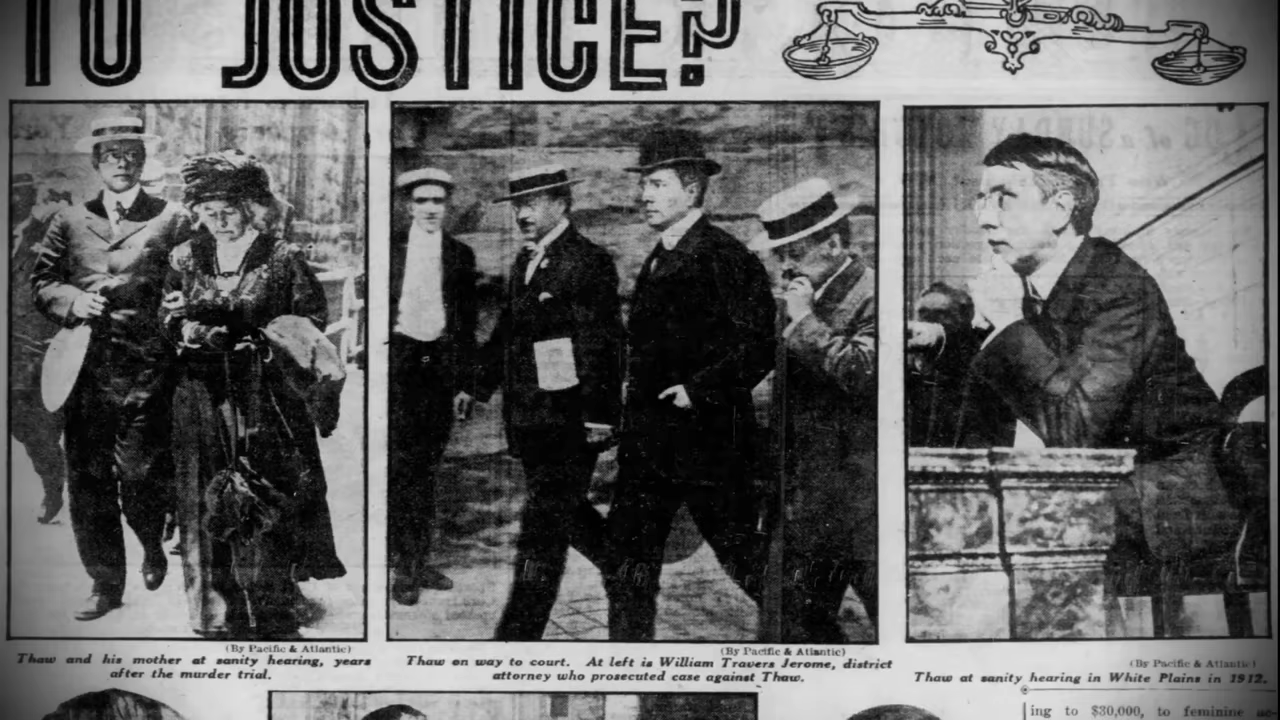 TO JUSTICE?
(By Pacific & Atlantic)
Thaw and his mother at sanity hearing, years
after the murder trial.
(By Pacific & Atlantic)
Thaw on way to court. At left is William Travers Jerome, district
attorney who prosecuted case against Thaw.
(By Pacific & Atlantic)
Thaw at sanity hearing in White Plains in 1912.
ing to $30,000, to feminine